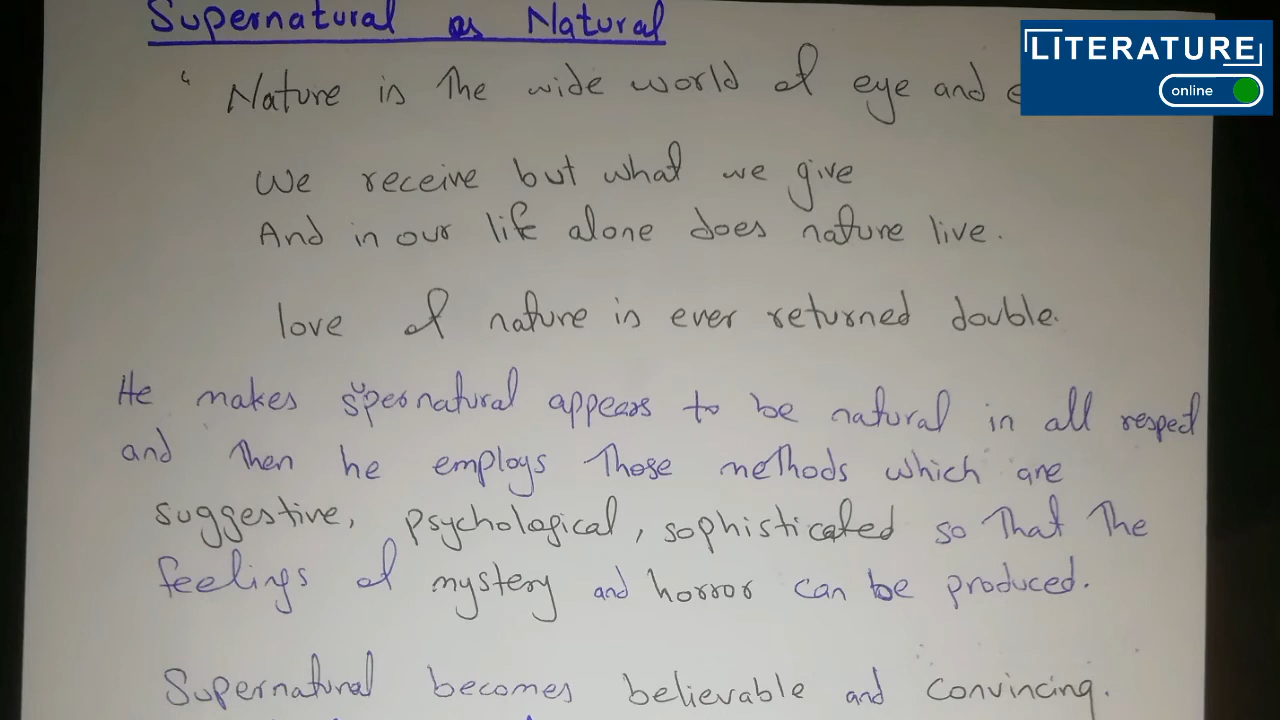 Supernatural as Natural
LITERATURE
online
" Nature is the wide world of eye and
We receive but what we give
And in our life alone does nature live.
love of nature is ever returned double.
He makes supernatural appears to be natural in all respect
and then he employs those methods which are
suggestive, psychological, sophisticated so that the
feelings of mystery and horror can be produced.
Supernatural becomes believable and convincing.